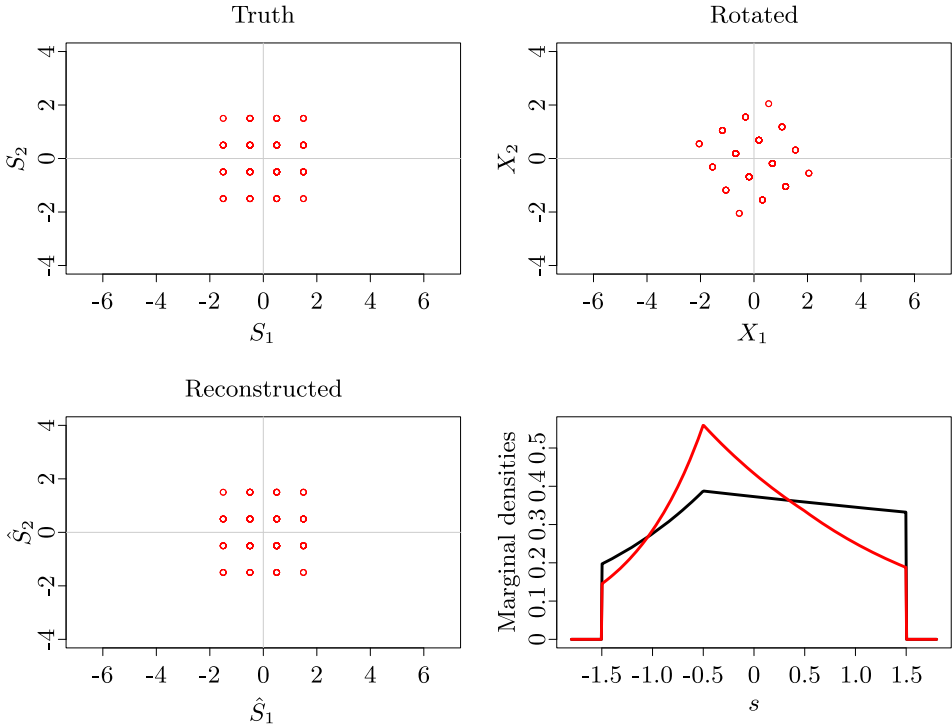 Truth
4
2
0
-2
-4
S₂
-6 -4 -2 0 2 4 6
S₁
Rotated
4
2
0
-2
-4
X₂
-6 -4 -2 0 2 4 6
X₁
Reconstructed
4
2
0
-2
-4
Ŝ₂
-6 -4 -2 0 2 4 6
Ŝ₁
Marginal densities
0.5
0.4
0.3
0.2
0.1
0
-1.5 -1.0 -0.5 0.5 1.0 1.5
s